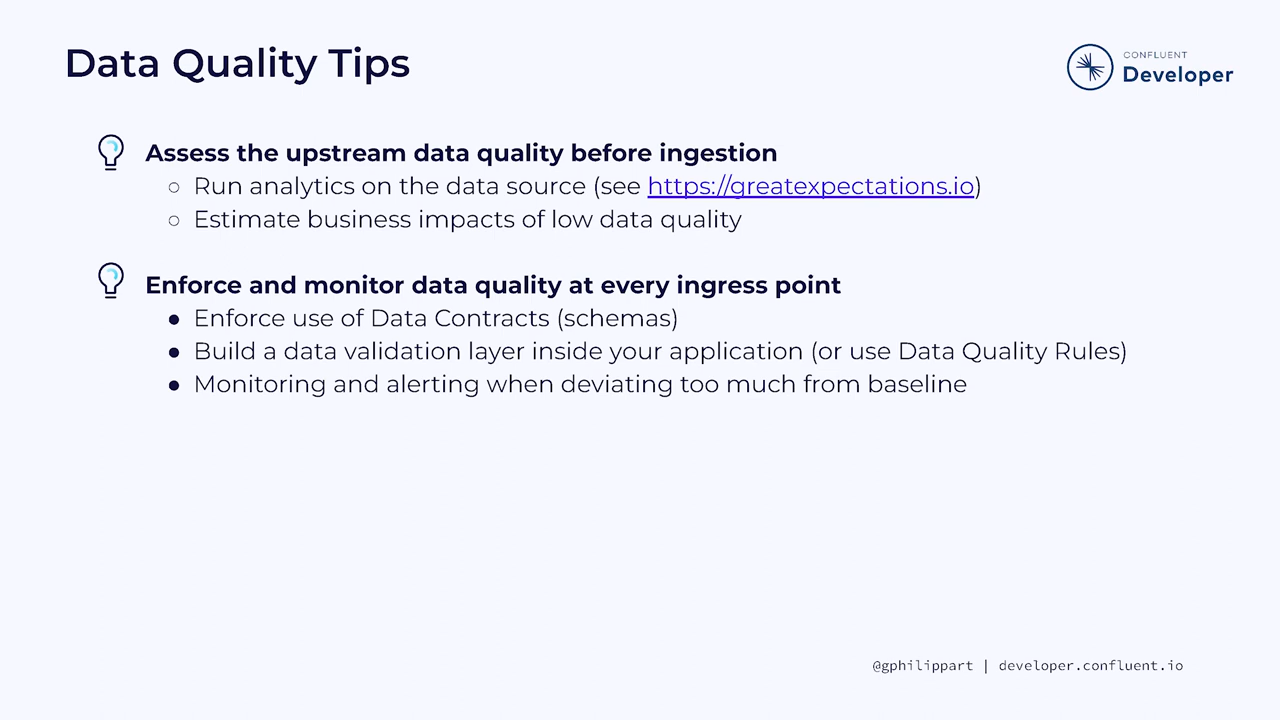 Data Quality Tips
CONFLUENT
Developer
Assess the upstream data quality before ingestion
○ Run analytics on the data source (see https://greatexpectations.io)
○ Estimate business impacts of low data quality
Enforce and monitor data quality at every ingress point
● Enforce use of Data Contracts (schemas)
● Build a data validation layer inside your application (or use Data Quality Rules)
● Monitoring and alerting when deviating too much from baseline
@gphilippart | developer.confluent.io